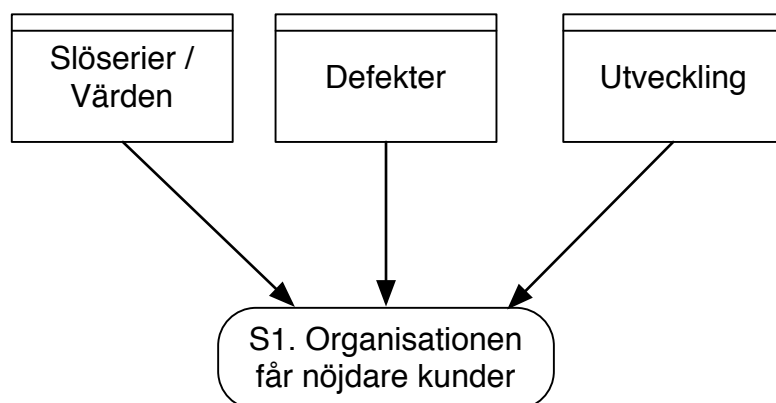 Slöserier /
Värden
Defekter
Utveckling
S1. Organisationen
får nöjdare kunder